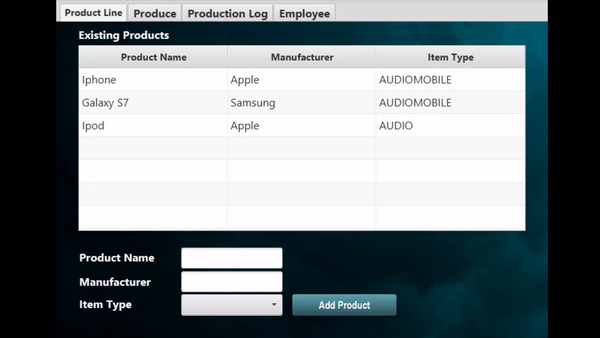 Product Line Produce Production Log Employee
Existing Products
Product Name Manufacturer Item Type
Iphone Apple AUDIOMOBILE
Galaxy S7 Samsung AUDIOMOBILE
Ipod Apple AUDIO
Product Name
Manufacturer
Item Type Add Product